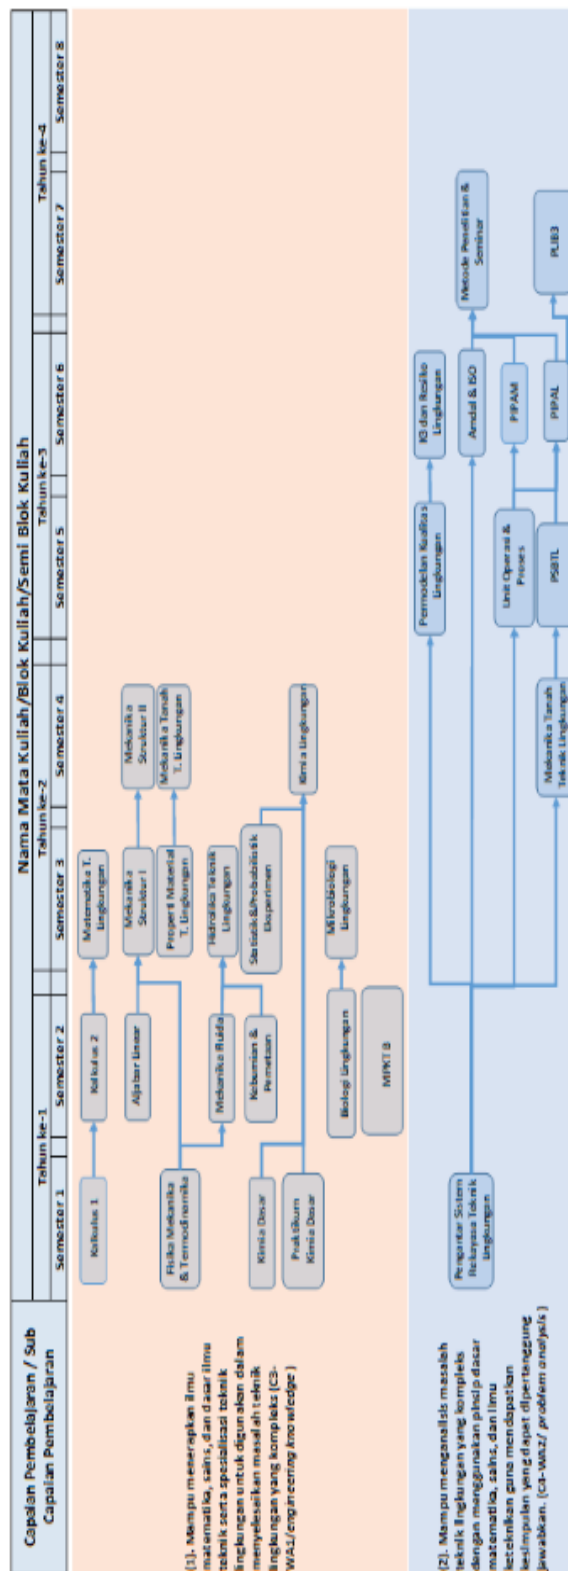 Capaian Pembelajaran / Sub
Capaian Pembelajaran
Nama Mata Kuliah/Blok Kuliah/Semi Blok Kuliah
Tahun ke-1
Tahun ke-2
Tahun ke-3
Tahun ke-4
Semester 1
Semester 2
Semester 3
Semester 4
Semester 5
Semester 6
Semester 7
Semester 8
(1). Mampu menerapkan ilmu
matematika, sains, dan dasar ilmu
teknik serta spesialisasi teknik
lingkungan untuk digunakan dalam
menyelesaikan masalah teknik
lingkungan yang kompleks (C3-
WA1/engineering knowledge)
Kalkulus 1
Kalkulus 2
Matematika T.
Lingkungan
Aljabar Linear
Mekanika
Struktur I
Mekanika
Struktur II
Fisika Mekanika
& Termodinamika
Properti Material
T. Lingkungan
Mekanika Tanah
T. Lingkungan
Mekanika Fluida
Hidrolika Teknik
Lingkungan
Kebumian &
Pemetaan
Statistik&Probabilistik
Eksperimen
Kimia Dasar
Praktikum
Kimia Dasar
Kimia Lingkungan
Biologi Lingkungan
Mikrobiologi
Lingkungan
MPKT B
(2). Mampu menganalisis masalah
teknik lingkungan yang kompleks
dengan menggunakan pinsip dasar
matematika, sains, dan ilmu
keteknikan guna mendapatkan
kesimpulan yang dapat dipertanggung
jawabkan. (C4-WA2/ problem analysis)
Pengantar Sistem
Rekayasa Teknik
Lingkungan
Permodelan Kualitas
Lingkungan
K3 dan Resiko
Lingkungan
Amdal & ISO
Metode Penelitian &
Seminar
Unit Operasi &
Proses
PIPAM
Mekanika Tanah
Teknik Lingkungan
PSBTL
PIPAL
PLIB3